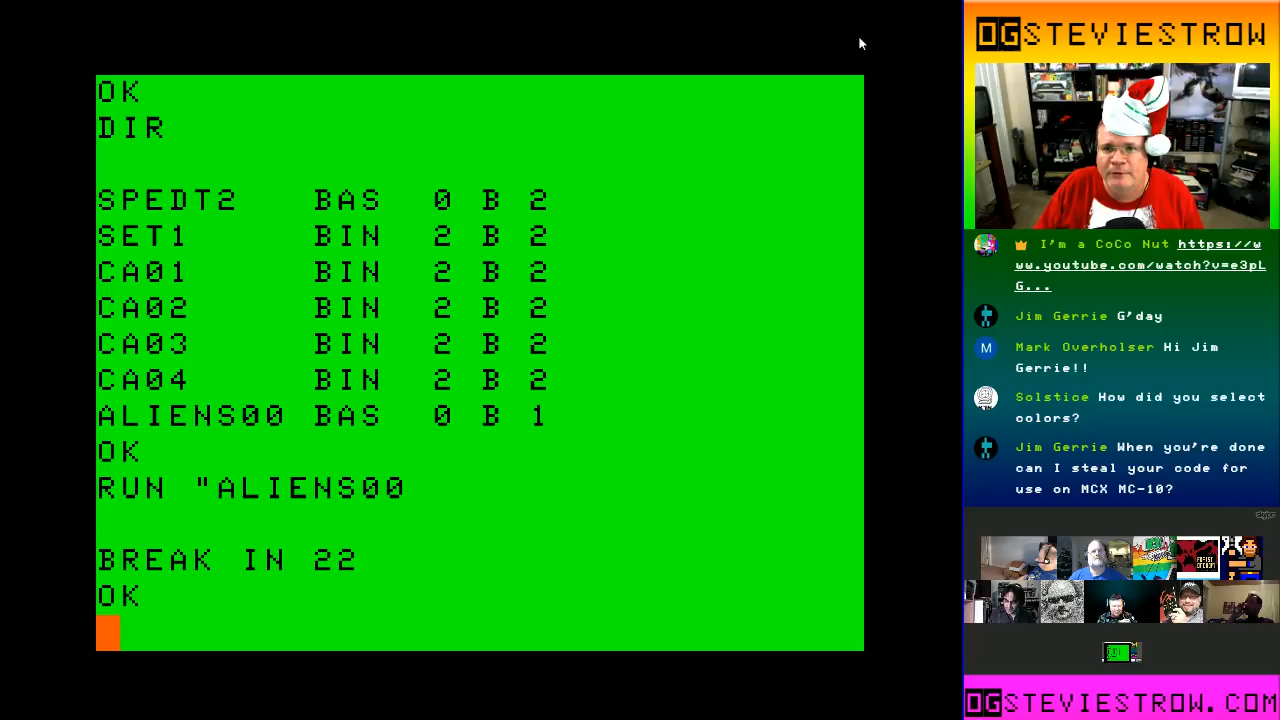 OK
DIR
SPEDT2 BAS 0 B 2
SET1 BIN 2 B 2
CA01 BIN 2 B 2
CA02 BIN 2 B 2
CA03 BIN 2 B 2
CA04 BIN 2 B 2
ALIENS00 BAS 0 B 1
OK
RUN "ALIENS00
BREAK IN 22
OK
OGSTEVIESTROW
I'm a CoCo Nut https://w
ww.youtube.com/watch?v=e3pL
G...
Jim Gerrie G'day
M
Mark Overholser Hi Jim
Gerrie!!
Solstice How did you select
colors?
Jim Gerrie When you're done
can I steal your code for
use on MCX MC-10?
skype
OGSTEVIESTROW.COM